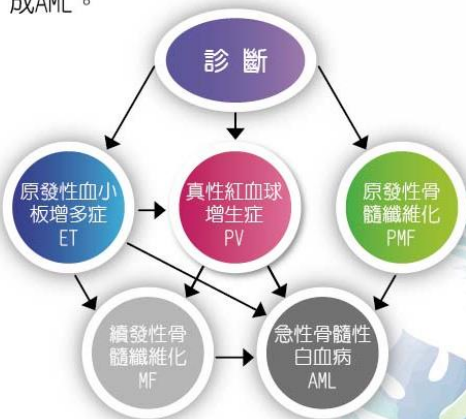 成AML。
診 斷
原發性血小
板增多症
ET
真性紅血球
增生症
PV
原發性骨
髓纖維化
PMF
續發性骨
髓纖維化
MF
急性骨髓性
白血病
AML